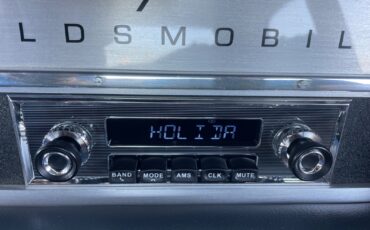 LDSMOBIL
HOLIDA
BAND MODE AMS CLK MUTE